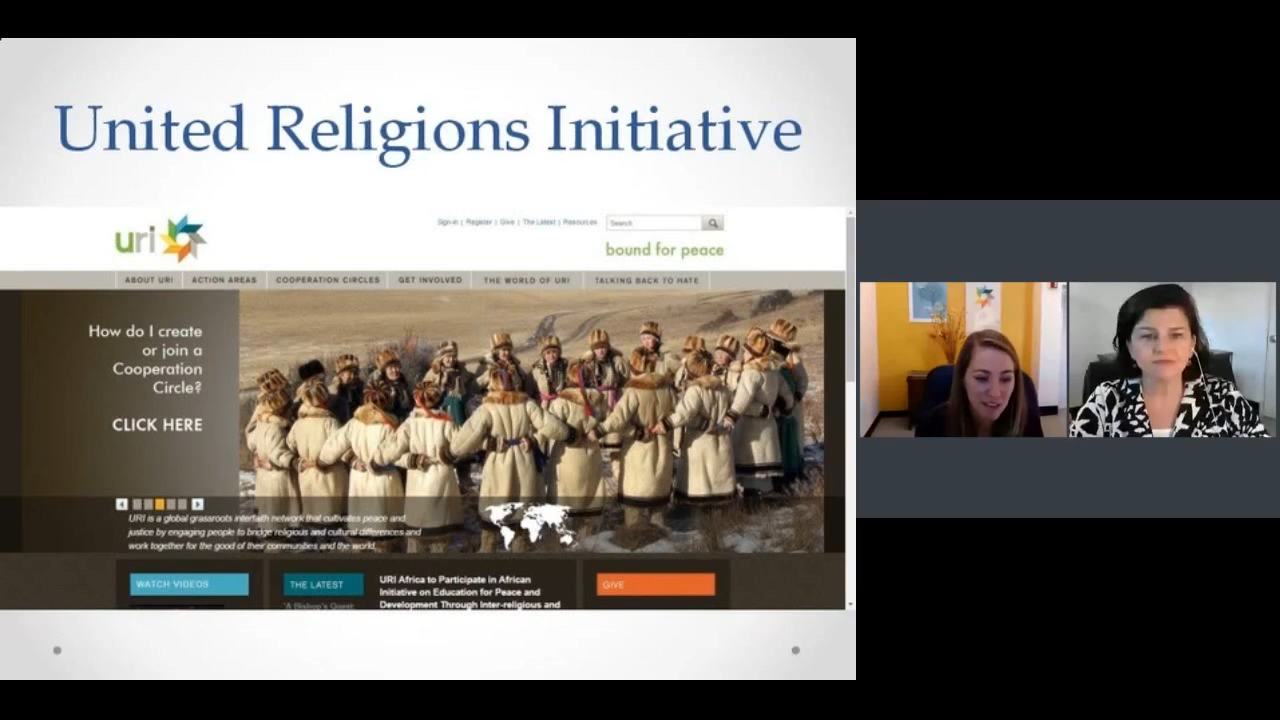 United Religions Initiative
uri
Sign-in | Register | Give | The Latest | Resources
Search
bound for peace
ABOUT URI
ACTION AREAS
COOPERATION CIRCLES
GET INVOLVED
THE WORLD OF URI
TALKING BACK TO HATE
How do I create
or join a
Cooperation
Circle?
CLICK HERE
URI is a global grassroots interfaith network that cultivates peace and
justice by engaging people to bridge religious and cultural differences and
work together for the good of their communities and the world.
WATCH VIDEOS
THE LATEST
'A Bishop's Quest:
URI Africa to Participate in African
Initiative on Education for Peace and
Development Through Inter-religious and
GIVE